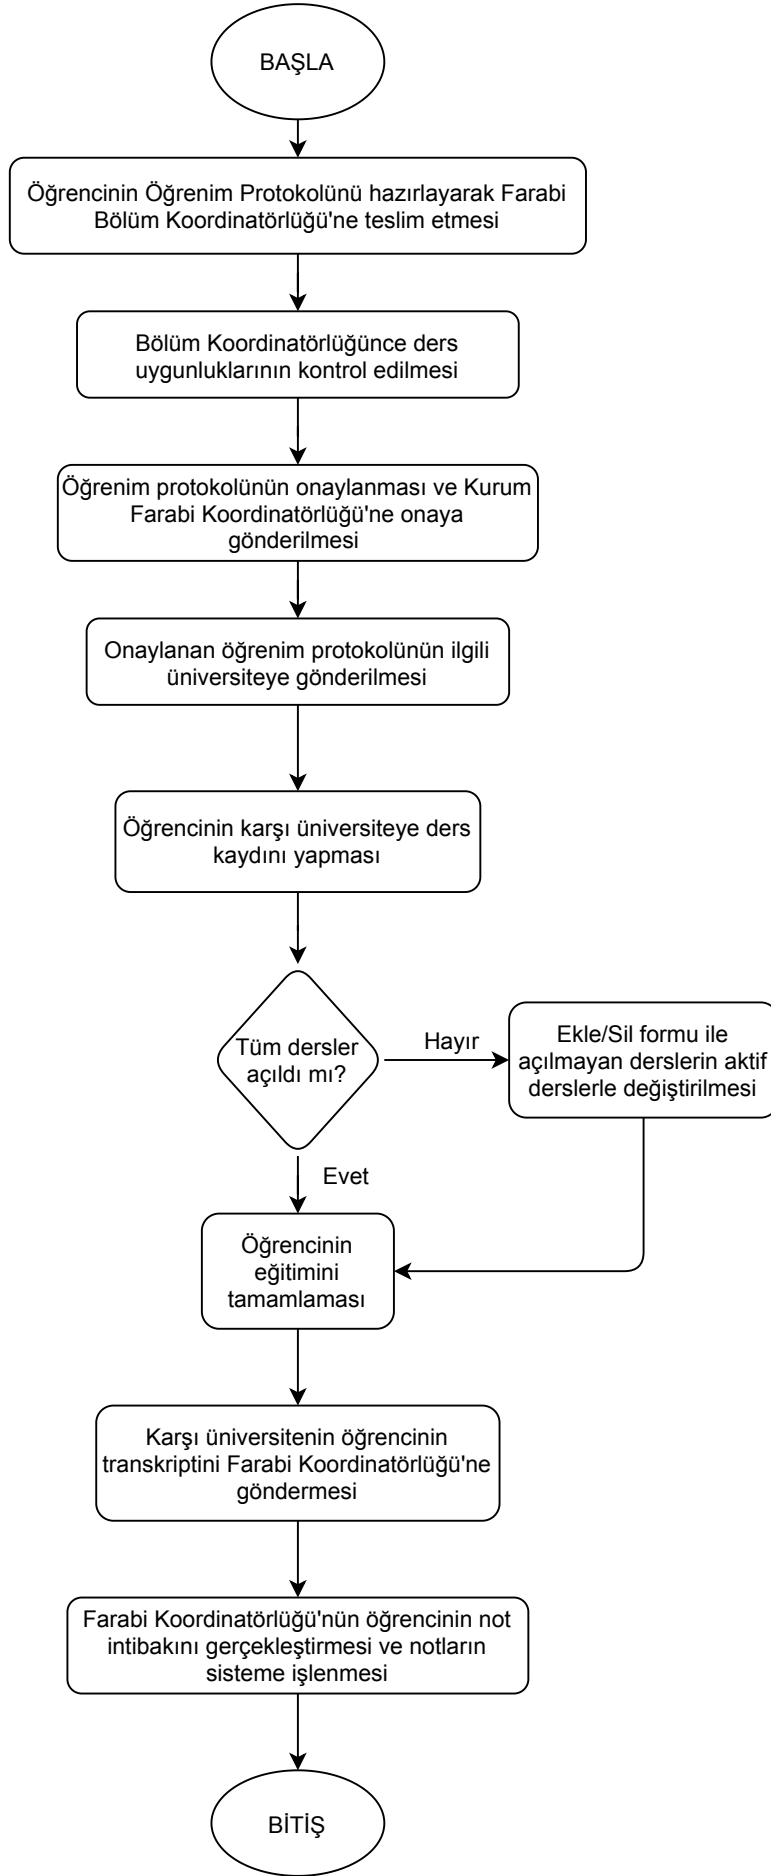 BAŞLA
Öğrencinin Öğrenim Protokolünü hazırlayarak Farabi
Bölüm Koordinatörlüğü'ne teslim etmesi
Bölüm Koordinatörlüğünce ders
uygunluklarının kontrol edilmesi
Öğrenim protokolünün onaylanması ve Kurum
Farabi Koordinatörlüğü'ne onaya
gönderilmesi
Onaylanan öğrenim protokolünün ilgili
üniversiteye gönderilmesi
Öğrencinin karşı üniversiteye ders
kaydını yapması
Tüm dersler
açıldı mı?
Hayır
Ekle/Sil formu ile
açılmayan derslerin aktif
derslerle değiştirilmesi
Evet
Öğrencinin
eğitimini
tamamlaması
Karşı üniversitenin öğrencinin
transkriptini Farabi Koordinatörlüğü'ne
göndermesi
Farabi Koordinatörlüğü'nün öğrencinin not
intibakını gerçekleştirmesi ve notların
sisteme işlenmesi
BİTİŞ